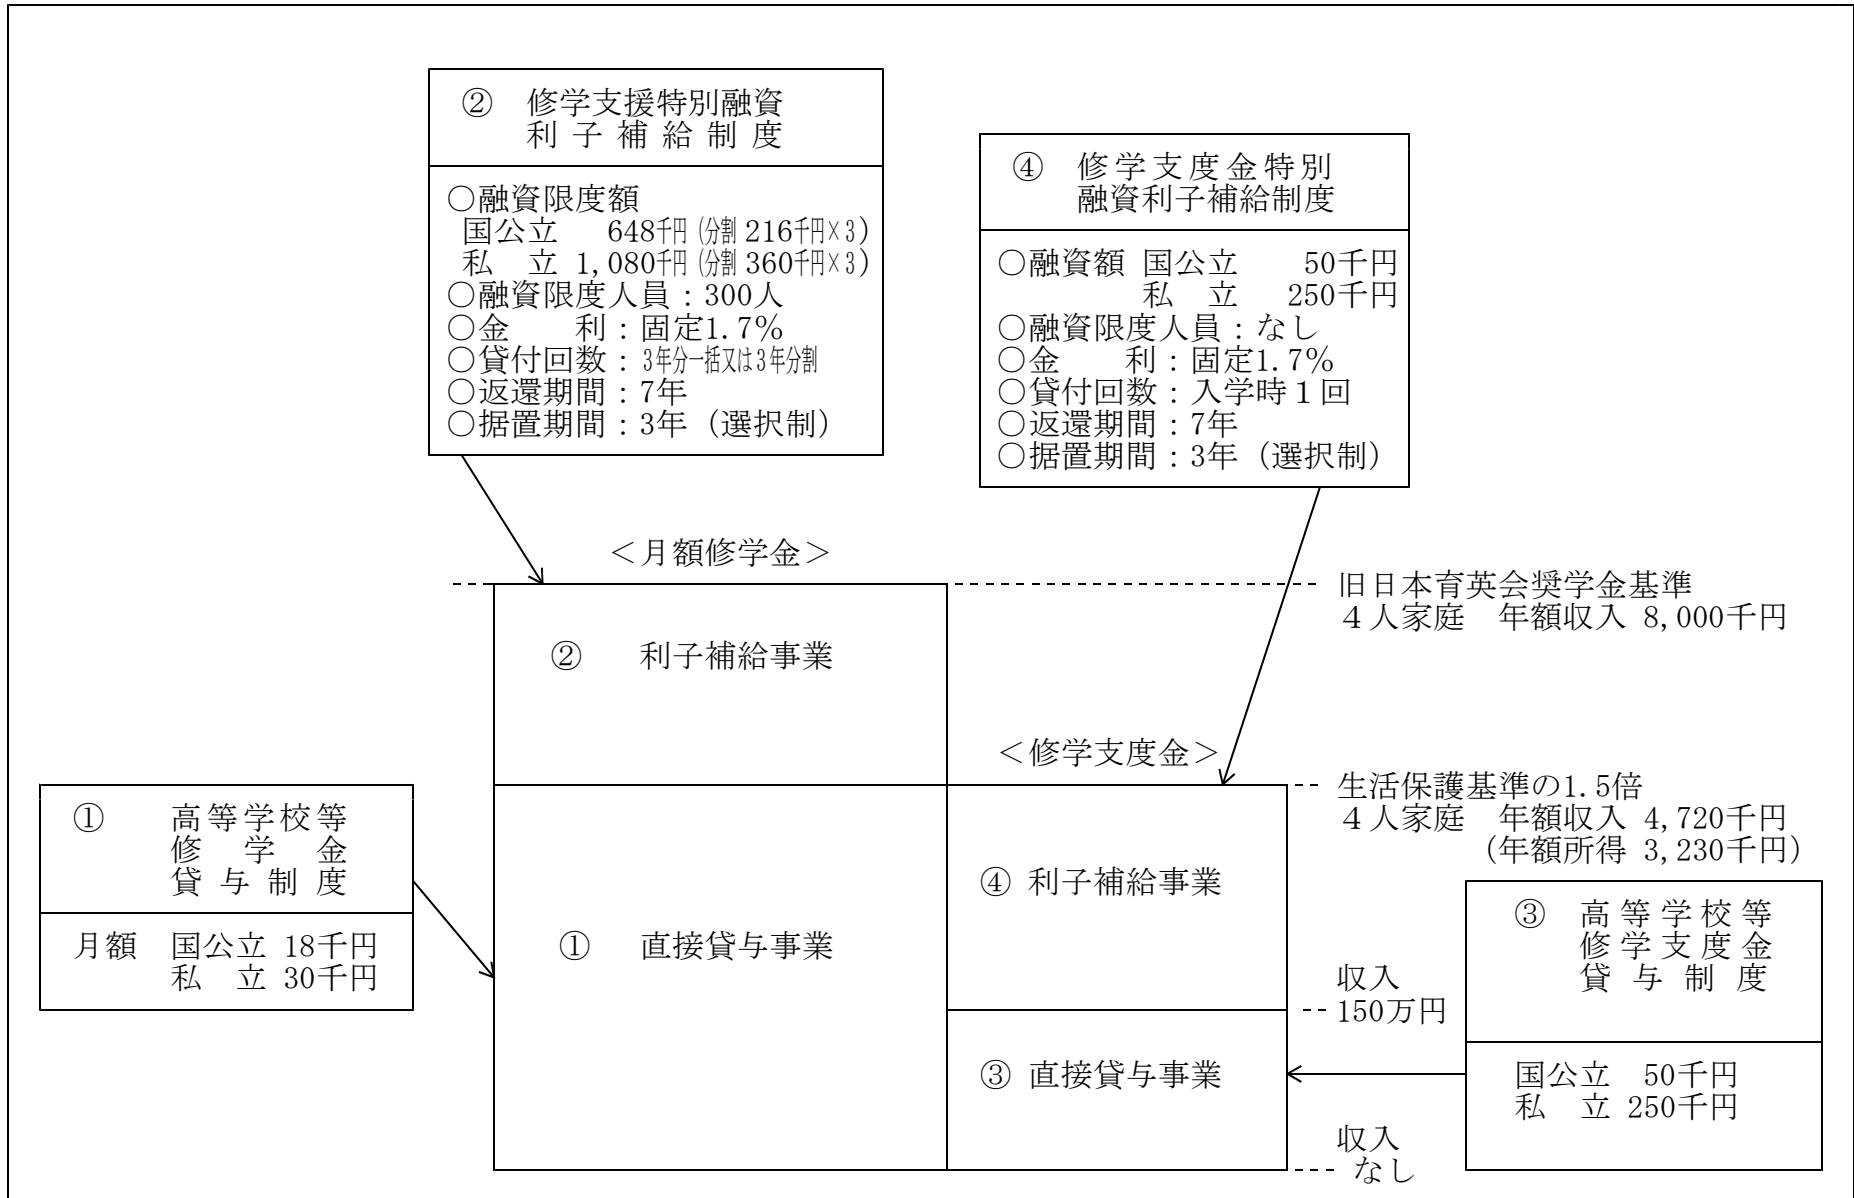 ② 修学支援特別融資
利子補給制度
○融資限度額
国公立 648千円(分割216千円×3)
私 立 1,080千円(分割360千円×3)
○融資限度人員:300人
○金 利:固定1.7%
○貸付回数:3年分一括又は3年分割
○返還期間:7年
○据置期間:3年(選択制)
④ 修学支度金特別
融資利子補給制度
○融資額 国公立 50千円
私 立 250千円
○融資限度人員:なし
○金 利:固定1.7%
○貸付回数:入学時1回
○返還期間:7年
○据置期間:3年(選択制)
<月額修学金>
旧日本育英会奨学金基準
4人家庭 年額収入 8,000千円
② 利子補給事業
<修学支度金>
生活保護基準の1.5倍
4人家庭 年額収入 4,720千円
(年額所得 3,230千円)
① 高等学校等
修学金
貸与制度
月額 国公立 18千円
私 立 30千円
① 直接貸与事業
④ 利子補給事業
収入
150万円
③ 直接貸与事業
収入
なし
③ 高等学校等
修学支度金
貸与制度
国公立 50千円
私 立 250千円